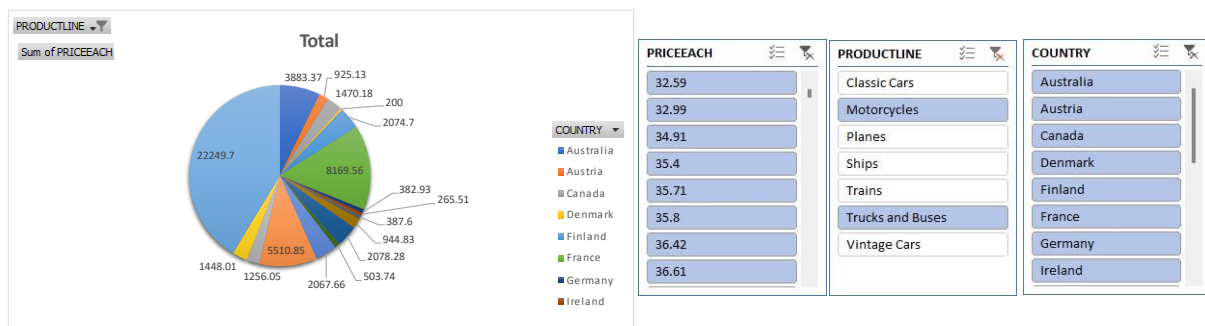 PRODUCTLINE
Sum of PRICEEACH
Total
3883.37
925.13
1470.18
200
2074.7
22249.7
8169.56
382.93
265.51
387.6
944.83
2078.28
503.74
2067.66
5510.85
1256.05
1448.01
COUNTRY
Australia
Austria
Canada
Denmark
Finland
France
Germany
Ireland
PRICEEACH
32.59
32.99
34.91
35.4
35.71
35.8
36.42
36.61
PRODUCTLINE
Classic Cars
Motorcycles
Planes
Ships
Trains
Trucks and Buses
Vintage Cars
COUNTRY
Australia
Austria
Canada
Denmark
Finland
France
Germany
Ireland